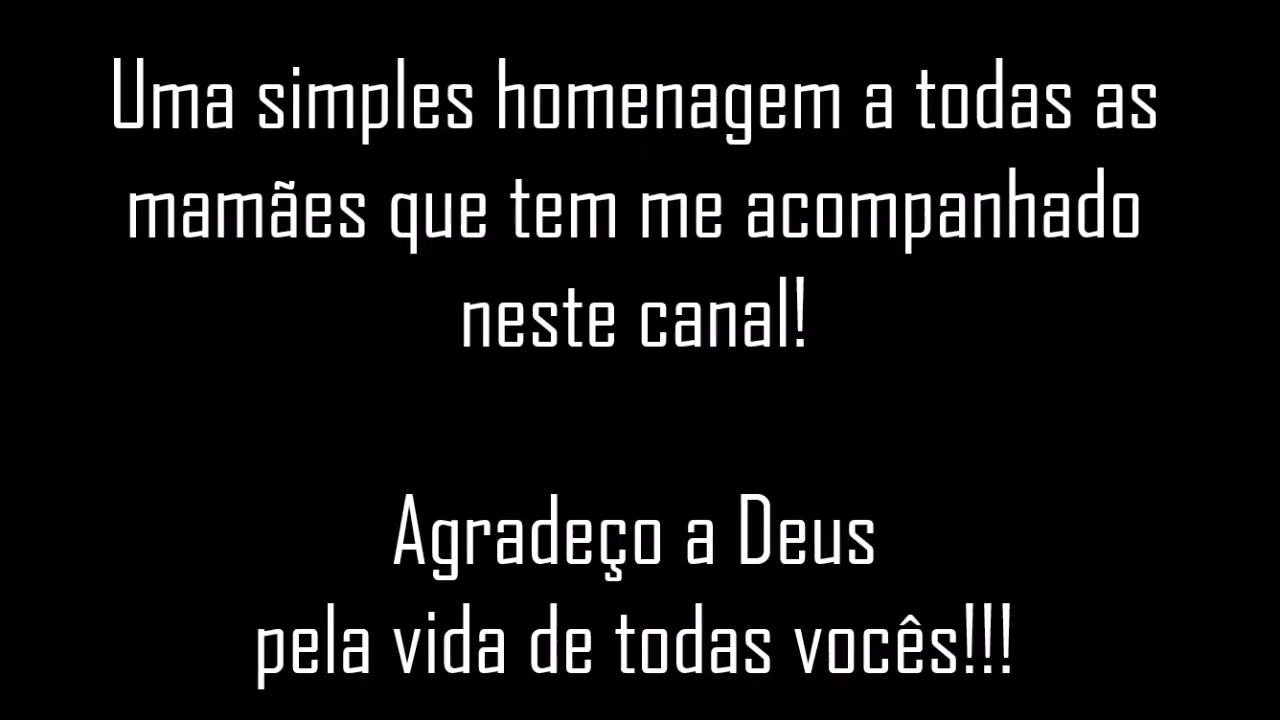 Uma simples homenagem a todas as
mamães que tem me acompanhado
neste canal!
Agradeço a Deus
pela vida de todas vocês!!!